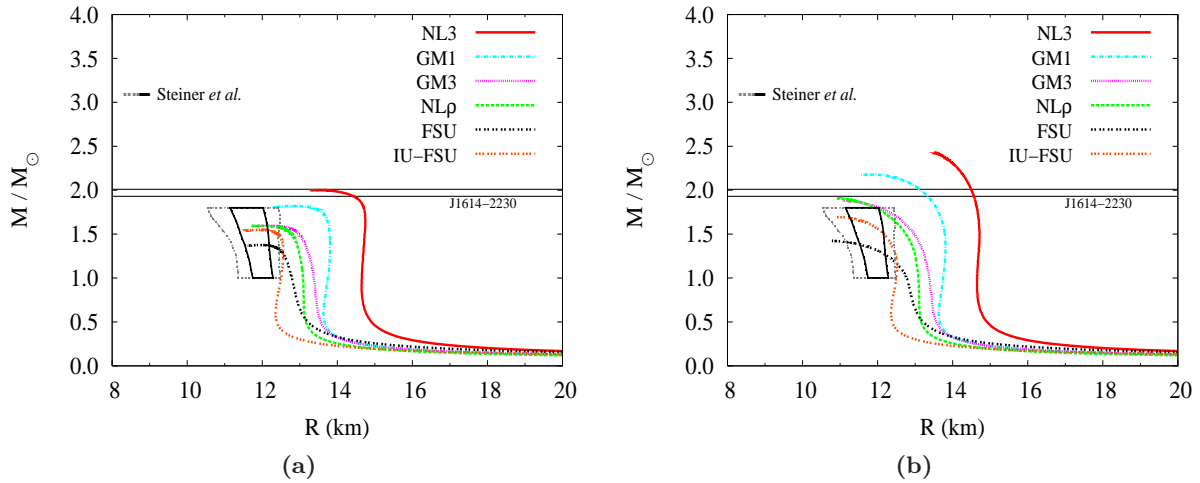 4.0
3.5
3.0
2.5
2.0
1.5
1.0
0.5
0.0
M / M⊙
8 10 12 14 16 18 20
R (km)
NL3
GM1
GM3
NLρ
FSU
IU−FSU
Steiner et al.
J1614−2230
(a)
4.0
3.5
3.0
2.5
2.0
1.5
1.0
0.5
0.0
M / M⊙
8 10 12 14 16 18 20
R (km)
NL3
GM1
GM3
NLρ
FSU
IU−FSU
Steiner et al.
J1614−2230
(b)